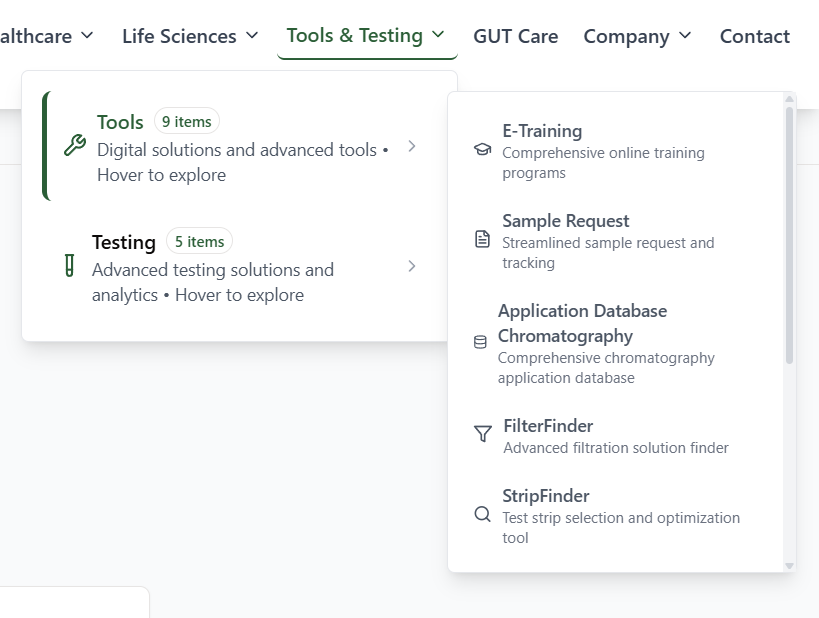 althcare
Life Sciences
Tools & Testing
GUT Care
Company
Contact
Tools
9 items
Digital solutions and advanced tools •
Hover to explore
Testing
5 items
Advanced testing solutions and
analytics • Hover to explore
E-Training
Comprehensive online training
programs
Sample Request
Streamlined sample request and
tracking
Application Database
Chromatography
Comprehensive chromatography
application database
FilterFinder
Advanced filtration solution finder
StripFinder
Test strip selection and optimization
tool